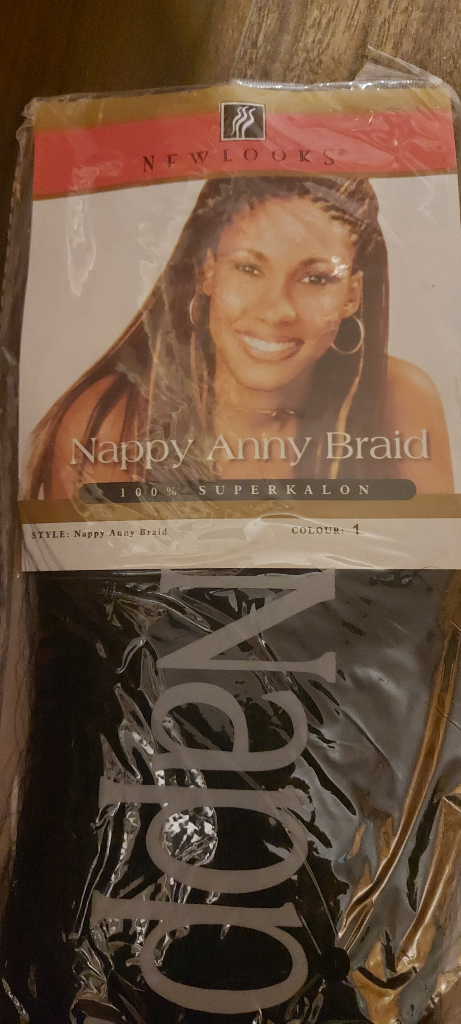 NEWLOOKS®
Nappy Anny Braid
100% SUPERKALON
STYLE: Nappy Anny Braid COLOUR: 1
Napp